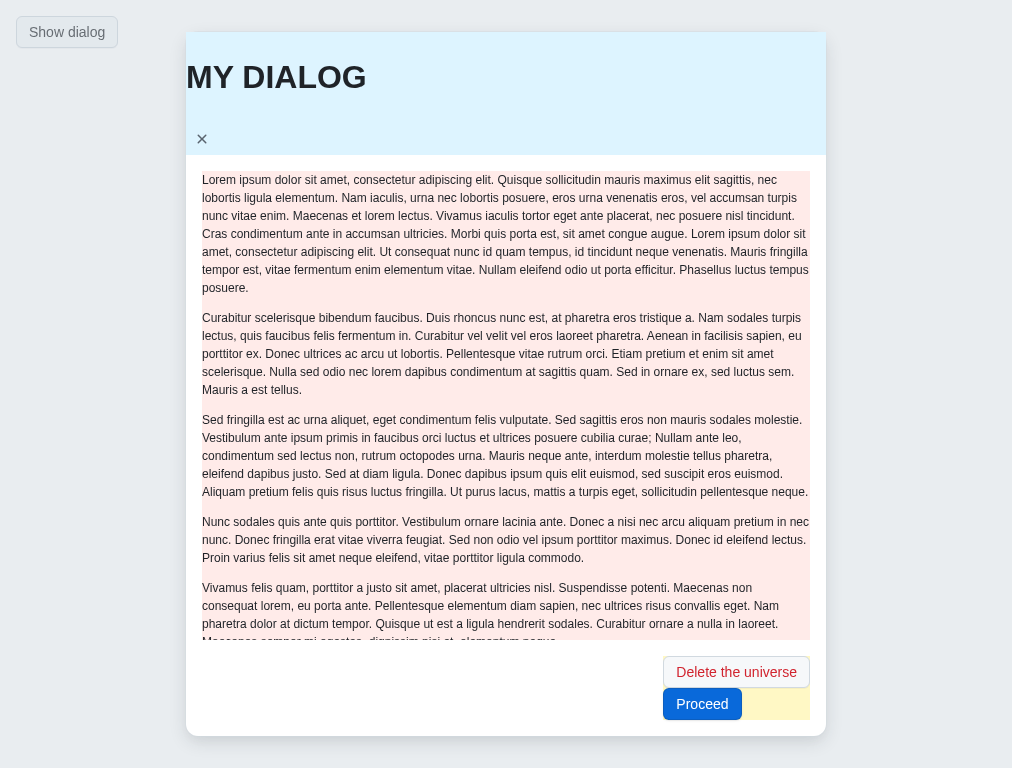 Show dialog
MY DIALOG
×
Lorem ipsum dolor sit amet, consectetur adipiscing elit. Quisque sollicitudin mauris maximus elit sagittis, nec
lobortis ligula elementum. Nam iaculis, urna nec lobortis posuere, eros urna venenatis eros, vel accumsan turpis
nunc vitae enim. Maecenas et lorem lectus. Vivamus iaculis tortor eget ante placerat, nec posuere nisl tincidunt.
Cras condimentum ante in accumsan ultricies. Morbi quis porta est, sit amet congue augue. Lorem ipsum dolor sit
amet, consectetur adipiscing elit. Ut consequat nunc id quam tempus, id tincidunt neque venenatis. Mauris fringilla
tempor est, vitae fermentum enim elementum vitae. Nullam eleifend odio ut porta efficitur. Phasellus luctus tempus
posuere.
Curabitur scelerisque bibendum faucibus. Duis rhoncus nunc est, at pharetra eros tristique a. Nam sodales turpis
lectus, quis faucibus felis fermentum in. Curabitur vel velit vel eros laoreet pharetra. Aenean in facilisis sapien, eu
porttitor ex. Donec ultrices ac arcu ut lobortis. Pellentesque vitae rutrum orci. Etiam pretium et enim sit amet
scelerisque. Nulla sed odio nec lorem dapibus condimentum at sagittis quam. Sed in ornare ex, sed luctus sem.
Mauris a est tellus.
Sed fringilla est ac urna aliquet, eget condimentum felis vulputate. Sed sagittis eros non mauris sodales molestie.
Vestibulum ante ipsum primis in faucibus orci luctus et ultrices posuere cubilia curae; Nullam ante leo,
condimentum sed lectus non, rutrum octopodes urna. Mauris neque ante, interdum molestie tellus pharetra,
eleifend dapibus justo. Sed at diam ligula. Donec dapibus ipsum quis elit euismod, sed suscipit eros euismod.
Aliquam pretium felis quis risus luctus fringilla. Ut purus lacus, mattis a turpis eget, sollicitudin pellentesque neque.
Nunc sodales quis ante quis porttitor. Vestibulum ornare lacinia ante. Donec a nisi nec arcu aliquam pretium in nec
nunc. Donec fringilla erat vitae viverra feugiat. Sed non odio vel ipsum porttitor maximus. Donec id eleifend lectus.
Proin varius felis sit amet neque eleifend, vitae porttitor ligula commodo.
Vivamus felis quam, porttitor a justo sit amet, placerat ultricies nisl. Suspendisse potenti. Maecenas non
consequat lorem, eu porta ante. Pellentesque elementum diam sapien, nec ultrices risus convallis eget. Nam
pharetra dolor at dictum tempor. Quisque ut est a ligula hendrerit sodales. Curabitur ornare a nulla in laoreet.
Delete the universe
Proceed